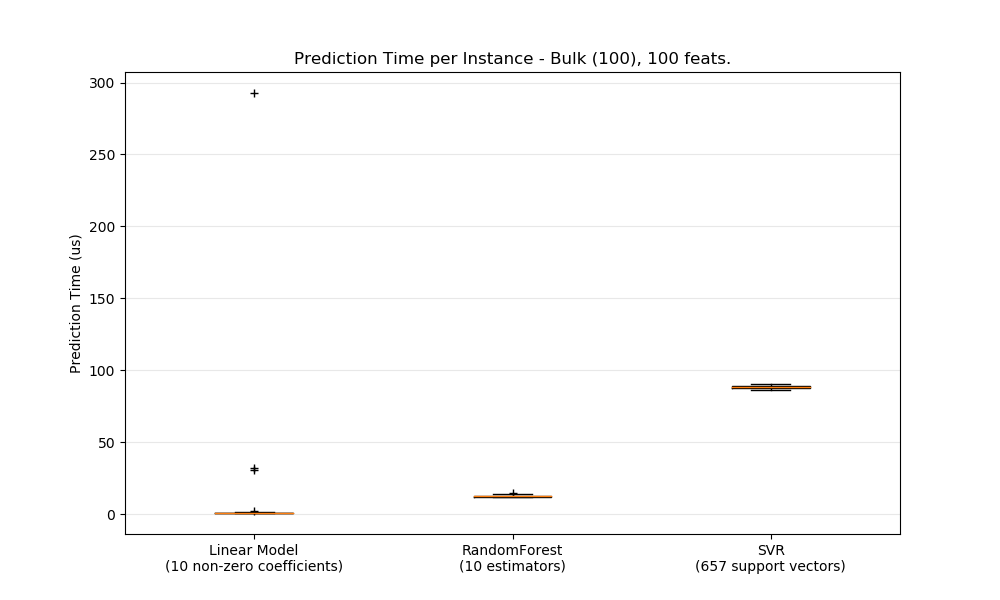 Prediction Time per Instance - Bulk (100), 100 feats.
300
250
200
150
100
50
0
Prediction Time (us)
Linear Model
(10 non-zero coefficients)
RandomForest
(10 estimators)
SVR
(657 support vectors)